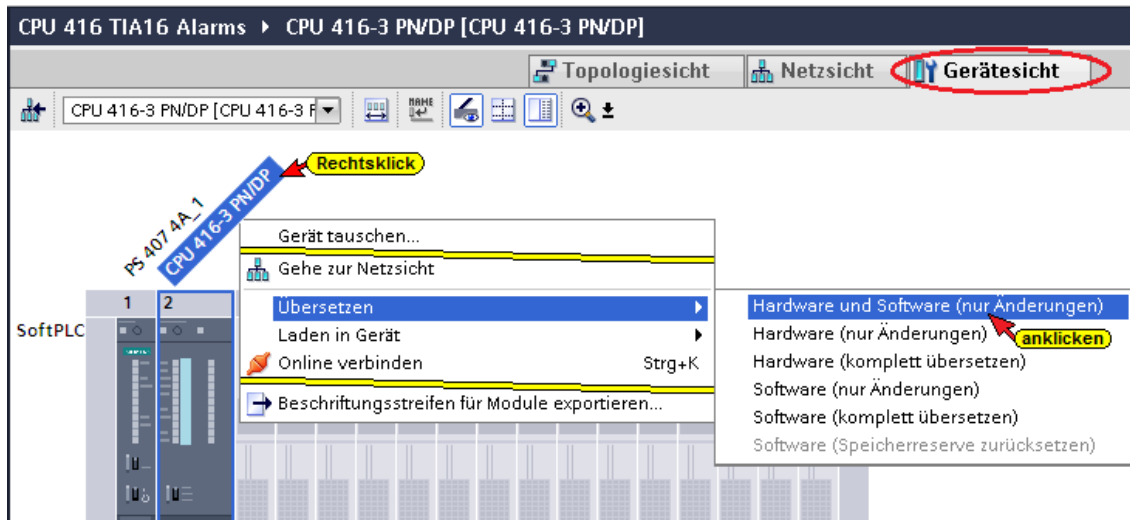 CPU 416 TIA16 Alarms ▸ CPU 416-3 PN/DP [CPU 416-3 PN/DP]
Topologiesicht
Netzsicht
Gerätesicht
CPU 416-3 PN/DP [CPU 416-3 P
NAME
Rechtsklick
PS 407 4A_1
CPU 416-3 PN/DP
Gerät tauschen...
Gehe zur Netzsicht
1 2
Übersetzen
Hardware und Software (nur Änderungen)
SoftPLC
Laden in Gerät
Hardware (nur Änderungen)
anklicken
Online verbinden Strg+K
Hardware (komplett übersetzen)
Software (nur Änderungen)
Beschriftungsstreifen für Module exportieren...
Software (komplett übersetzen)
Software (Speicherreserve zurücksetzen)